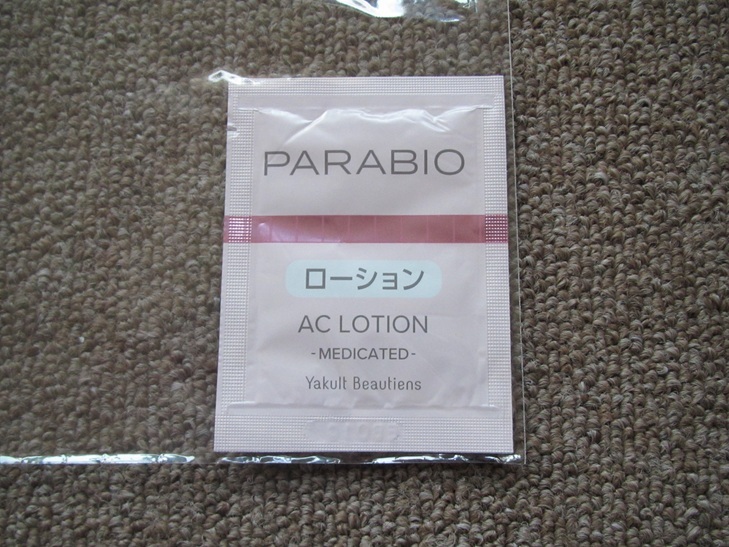 PARABIO
ローション
AC LOTION
-MEDICATED-
Yakult Beautiens